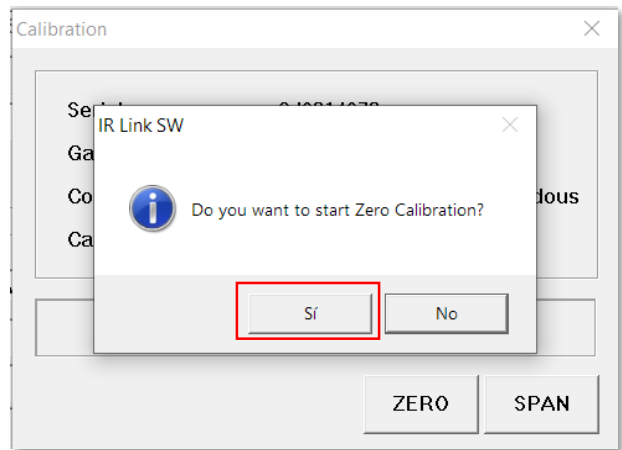 Calibration
IR Link SW
Do you want to start Zero Calibration?
Sí
No
ZERO
SPAN